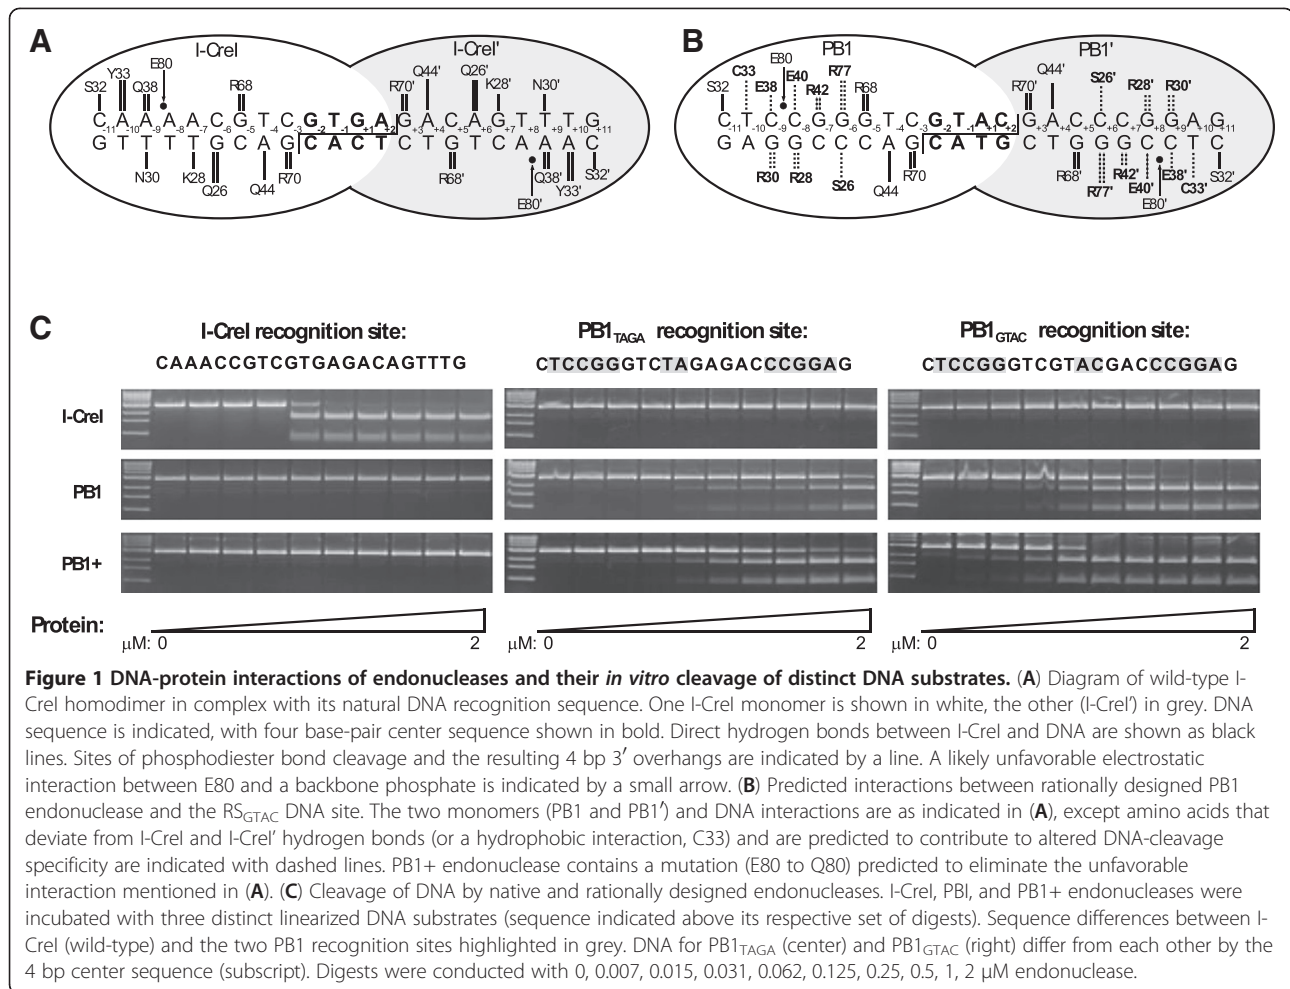 A
I-CreI
I-CreI'
S32
Y33
Q38
E80
R68
R70'
Q44'
Q26'
K28'
N30'
C A A A A C G T C G T G A G A C A G T T T G
-11 -10 -9 -8 -7 -6 -5 -4 -3 -2 -1 +1 +2 +3 +4 +5 +6 +7 +8 +9 +11
G T T T T G C A G C A C T C T G T C A A A C
N30
K28
Q26
Q44
R70
R68'
E80'
Q38'
Y33'
S32'
B
PB1
PB1'
S32
C33
E38
E80
E40
R42
R77
R68
R70'
Q44'
S26'
R28'
R30'
C T C C G G G T C G T A C G A C C C G G A G
-11 -10 -9 -8 -7 -6 -5 -4 -3 -2 -1 +1 +2 +3 +4 +5 +6 +7 +8 +9 +11
G A G G C C C A G C A T G C T G G G C C T C
R30
R28
S26
Q44
R70
R68'
R77'
R42'
E40'
E80'
E38'
C33'
S32'
C
I-CreI recognition site:
PB1TAGA recognition site:
PB1GTAC recognition site:
CAAACCGTCGTGAGACAGTTTG
CTCCGGGTCTAGAGACCCCGGAG
CTCCGGGTCGTACGACCCCGGAG
I-CreI
PB1
PB1+
Protein:
µM: 0 2
µM: 0 2
µM: 0 2
Figure 1 DNA-protein interactions of endonucleases and their in vitro cleavage of distinct DNA substrates. (A) Diagram of wild-type I-
CreI homodimer in complex with its natural DNA recognition sequence. One I-CreI monomer is shown in white, the other (I-CreI') in grey. DNA
sequence is indicated, with four base-pair center sequence shown in bold. Direct hydrogen bonds between I-CreI and DNA are shown as black
lines. Sites of phosphodiester bond cleavage and the resulting 4 bp 3′ overhangs are indicated by a line. A likely unfavorable electrostatic
interaction between E80 and a backbone phosphate is indicated by a small arrow. (B) Predicted interactions between rationally designed PB1
endonuclease and the RSGTAC DNA site. The two monomers (PB1 and PB1′) and DNA interactions are as indicated in (A), except amino acids that
deviate from I-CreI and I-CreI' hydrogen bonds (or a hydrophobic interaction, C33) and are predicted to contribute to altered DNA-cleavage
specificity are indicated with dashed lines. PB1+ endonuclease contains a mutation (E80 to Q80) predicted to eliminate the unfavorable
interaction mentioned in (A). (C) Cleavage of DNA by native and rationally designed endonucleases. I-CreI, PBI, and PB1+ endonucleases were
incubated with three distinct linearized DNA substrates (sequence indicated above its respective set of digests). Sequence differences between I-
CreI (wild-type) and the two PB1 recognition sites highlighted in grey. DNA for PB1TAGA (center) and PB1GTAC (right) differ from each other by the
4 bp center sequence (subscript). Digests were conducted with 0, 0.007, 0.015, 0.031, 0.062, 0.125, 0.25, 0.5, 1, 2 µM endonuclease.